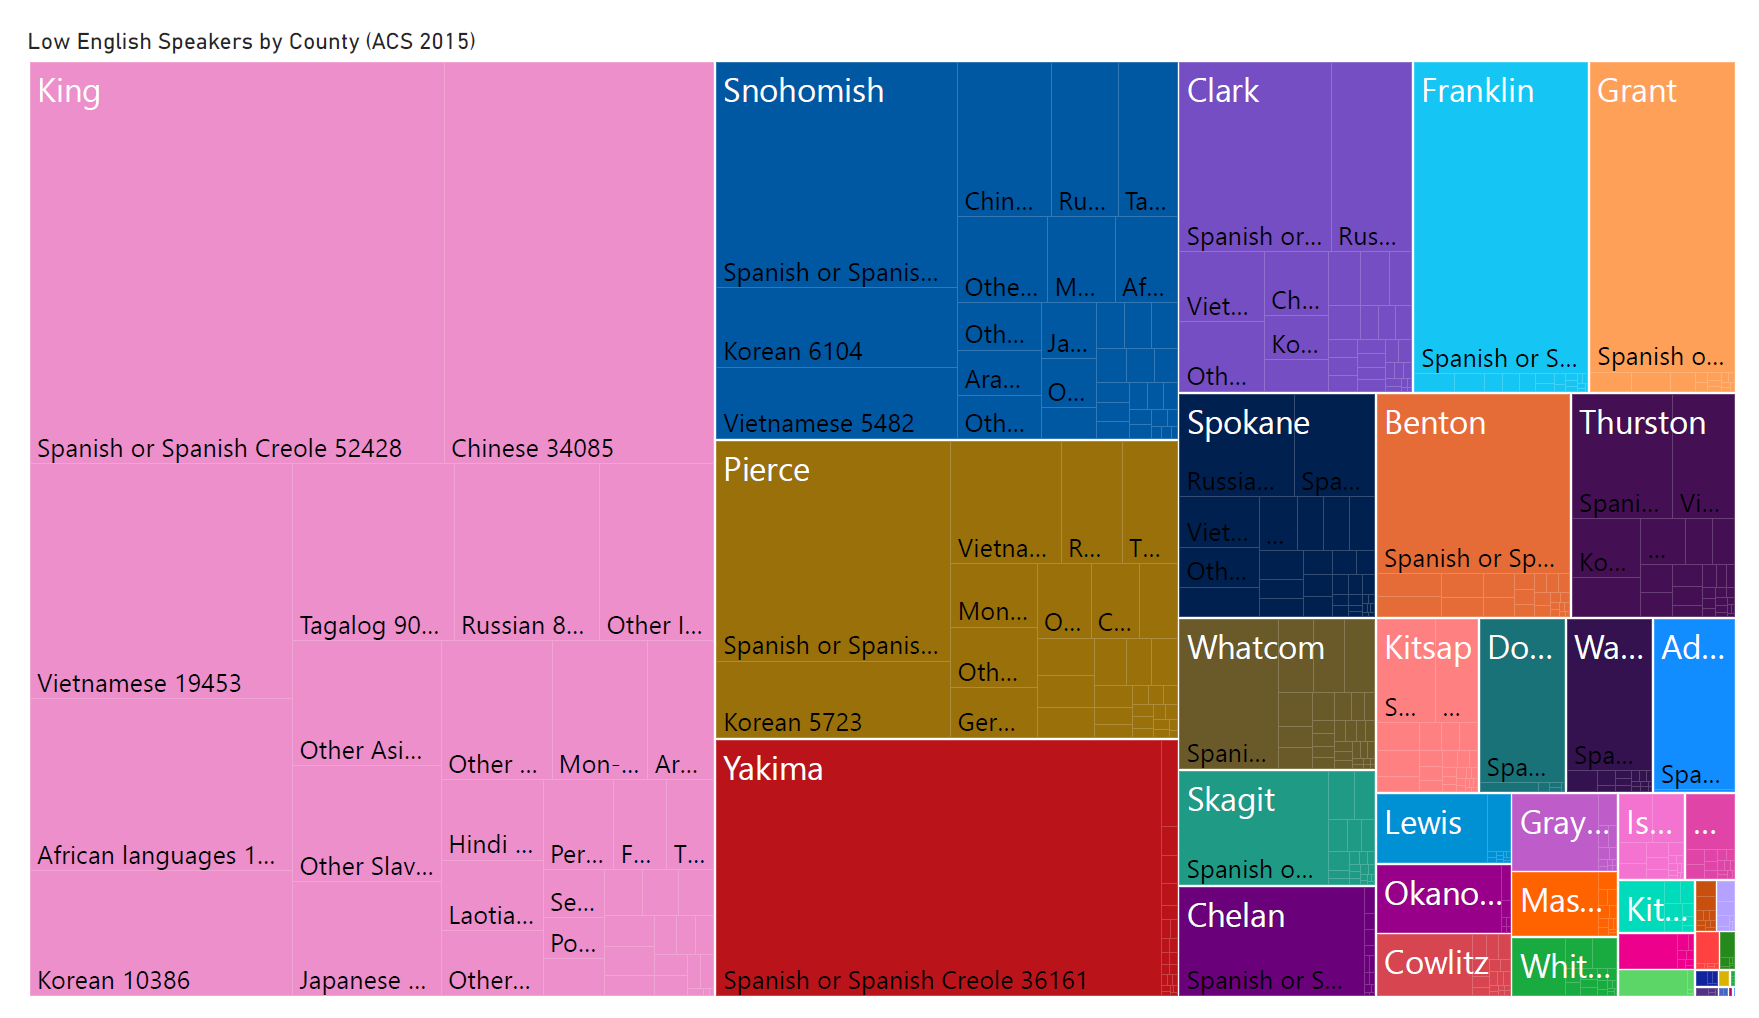 Low English Speakers by County (ACS 2015)
King
Spanish or Spanish Creole 52428
Chinese 34085
Vietnamese 19453
African languages 1...
Korean 10386
Tagalog 90...
Russian 8...
Other I...
Other Asi...
Other Slav...
Japanese ...
Other ...
Mon-...
Ar...
Hindi ...
Laotia...
Other...
Per...
F...
T...
Se...
Po...
Snohomish
Spanish or Spanis...
Korean 6104
Vietnamese 5482
Chin...
Ru...
Ta...
Othe...
M...
Af...
Oth...
Ara...
Oth...
Ja...
O...
Pierce
Spanish or Spanis...
Korean 5723
Vietna...
R...
T...
Mon...
Oth...
Ger...
O...
C...
Yakima
Spanish or Spanish Creole 36161
Clark
Spanish or...
Rus...
Viet...
Oth...
Ch...
Ko...
Franklin
Spanish or S...
Grant
Spanish o...
Spokane
Russia...
Spa...
Viet...
Oth...
...
Benton
Spanish or Sp...
Thurston
Spani...
Vi...
Ko...
...
Whatcom
Spani...
Skagit
Spanish o...
Chelan
Spanish or S...
Kitsap
S...
...
Do...
Spa...
Wa...
Spa...
Ad...
Spa...
Lewis
Okano...
Cowlitz
Gray...
Mas...
Whit...
Is...
...
Kit...